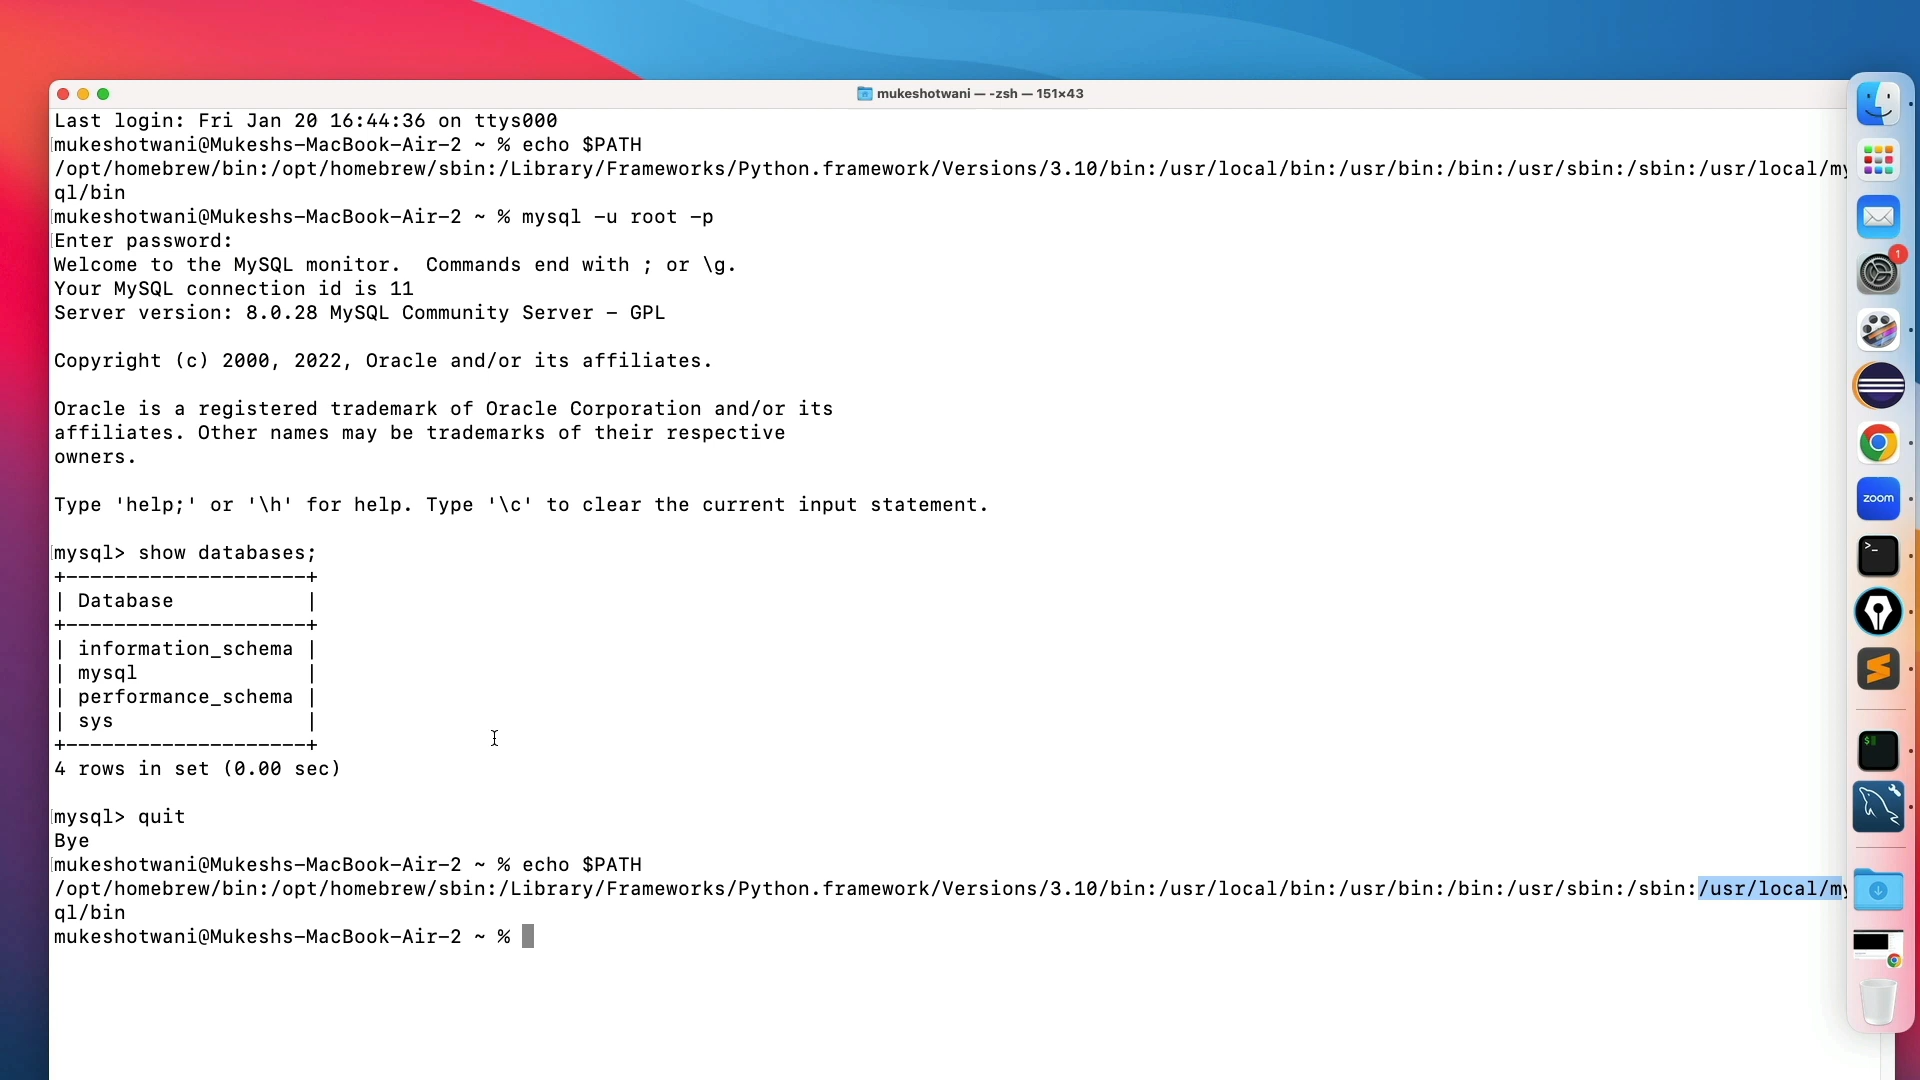 mukeshotwani — -zsh — 151×43
Last login: Fri Jan 20 16:44:36 on ttys000
mukeshotwani@Mukeshs-MacBook-Air-2 ~ % echo $PATH
/opt/homebrew/bin:/opt/homebrew/sbin:/Library/Frameworks/Python.framework/Versions/3.10/bin:/usr/local/bin:/usr/bin:/bin:/usr/sbin:/sbin:/usr/local/my
ql/bin
mukeshotwani@Mukeshs-MacBook-Air-2 ~ % mysql -u root -p
Enter password:
Welcome to the MySQL monitor.  Commands end with ; or \g.
Your MySQL connection id is 11
Server version: 8.0.28 MySQL Community Server - GPL
Copyright (c) 2000, 2022, Oracle and/or its affiliates.
Oracle is a registered trademark of Oracle Corporation and/or its
affiliates. Other names may be trademarks of their respective
owners.
Type 'help;' or '\h' for help. Type '\c' to clear the current input statement.
mysql> show databases;
+--------------------+
| Database           |
+--------------------+
| information_schema |
| mysql              |
| performance_schema |
| sys                |
+--------------------+
4 rows in set (0.00 sec)
mysql> quit
Bye
mukeshotwani@Mukeshs-MacBook-Air-2 ~ % echo $PATH
/opt/homebrew/bin:/opt/homebrew/sbin:/Library/Frameworks/Python.framework/Versions/3.10/bin:/usr/local/bin:/usr/bin:/bin:/usr/sbin:/sbin:/usr/local/my
ql/bin
mukeshotwani@Mukeshs-MacBook-Air-2 ~ %
1
zoom
>_
$